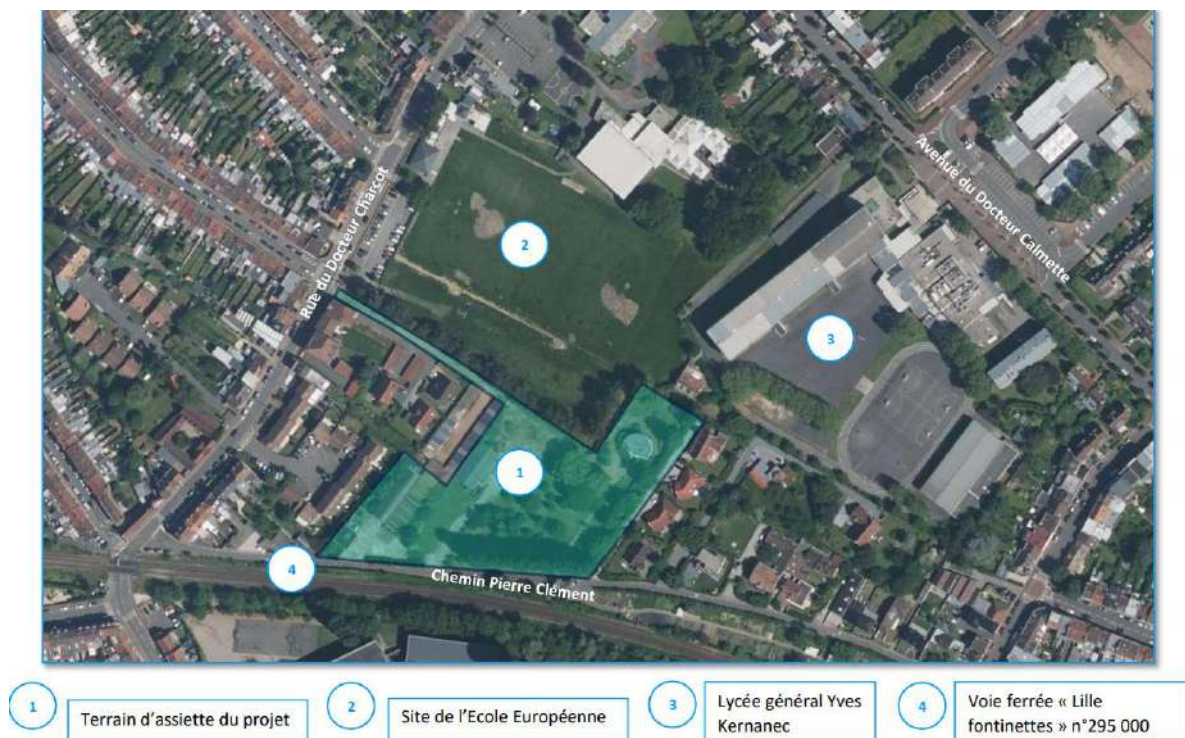 Avenue du Docteur Calmette
Rue du Docteur Charcot
2
3
1
4
Chemin Pierre Clément
1
Terrain d'assiette du projet
2
Site de l'Ecole Européenne
3
Lycée général Yves
Kernanec
4
Voie ferrée « Lille
fontinettes » n°295 000